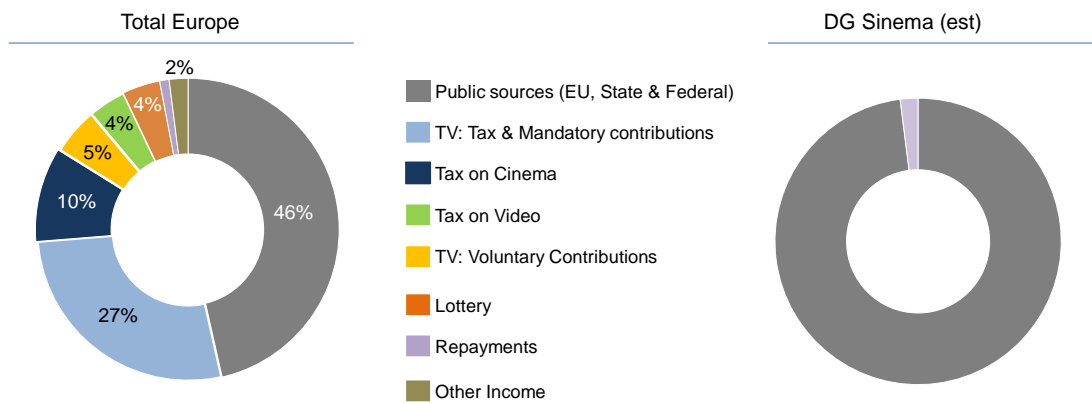 Total Europe
DG Sinema (est)
2%
4%
4%
5%
10%
46%
27%
Public sources (EU, State & Federal)
TV: Tax & Mandatory contributions
Tax on Cinema
Tax on Video
TV: Voluntary Contributions
Lottery
Repayments
Other Income